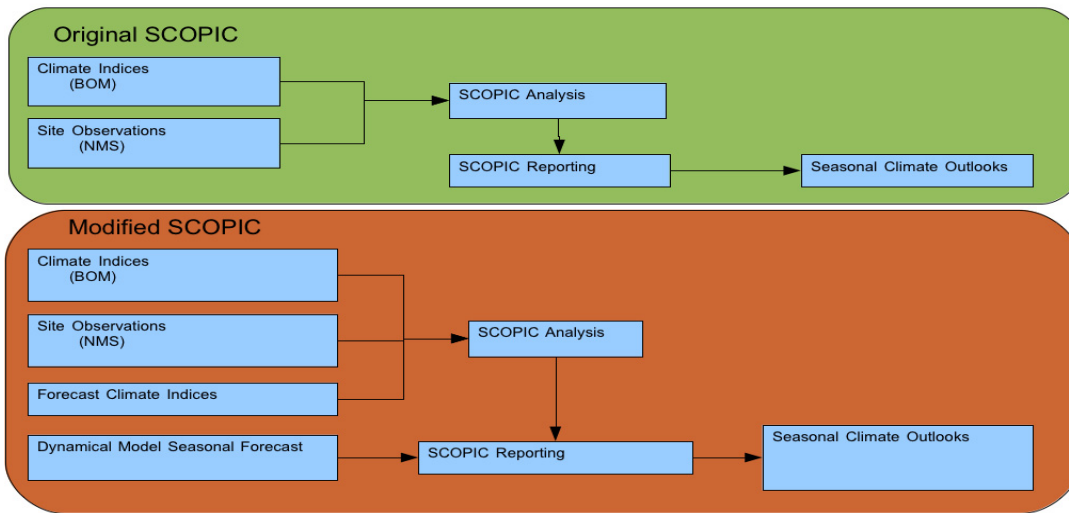 Original SCOPIC
Climate Indices
(BOM)
Site Observations
(NMS)
SCOPIC Analysis
SCOPIC Reporting
Seasonal Climate Outlooks
Modified SCOPIC
Climate Indices
(BOM)
Site Observations
(NMS)
Forecast Climate Indices
Dynamical Model Seasonal Forecast
SCOPIC Analysis
SCOPIC Reporting
Seasonal Climate Outlooks